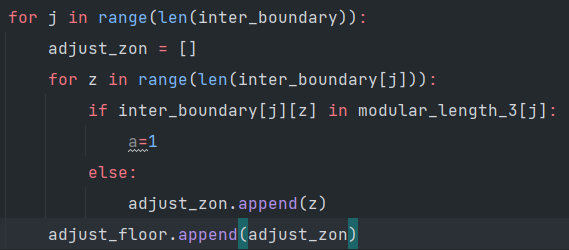 for j in range(len(inter_boundary)):
    adjust_zon = []
    for z in range(len(inter_boundary[j])):
        if inter_boundary[j][z] in modular_length_3[j]:
            a=1
        else:
            adjust_zon.append(z)
    adjust_floor.append(adjust_zon)